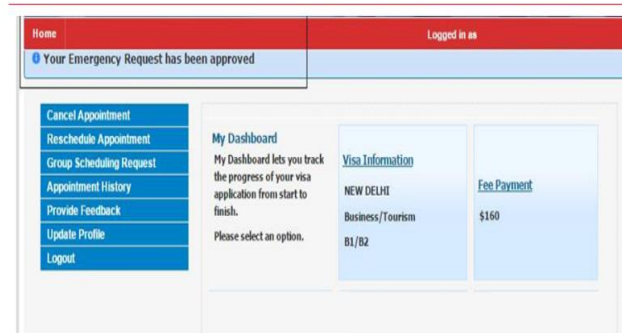 Home
Logged in as
Your Emergency Request has been approved
Cancel Appointment
Reschedule Appointment
Group Scheduling Request
Appointment History
Provide Feedback
Update Profile
Logout
My Dashboard
My Dashboard lets you track
the progress of your visa
application from start to
finish.
Please select an option.
Visa Information
NEW DELHI
Business/Tourism
B1/B2
Fee Payment
$160